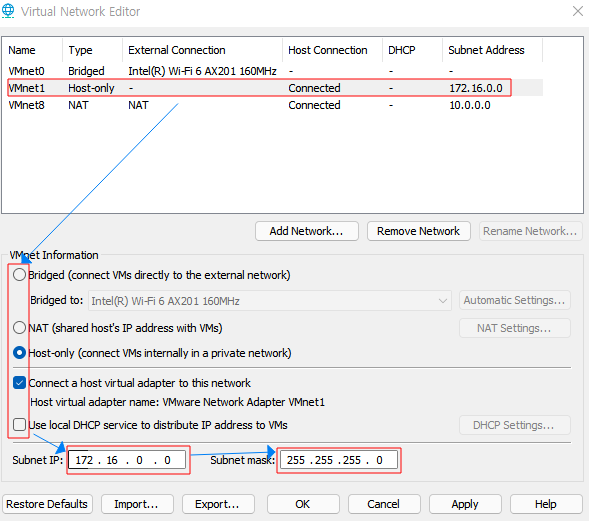 Virtual Network Editor
Name Type External Connection Host Connection DHCP Subnet Address
VMnet0 Bridged Intel(R) Wi-Fi 6 AX201 160MHz - - -
VMnet1 Host-only - Connected - 172.16.0.0
VMnet8 NAT NAT Connected - 10.0.0.0
Add Network... Remove Network Rename Network...
VMnet Information
Bridged (connect VMs directly to the external network)
Bridged to: Intel(R) Wi-Fi 6 AX201 160MHz Automatic Settings...
NAT (shared host's IP address with VMs) NAT Settings...
Host-only (connect VMs internally in a private network)
Connect a host virtual adapter to this network
Host virtual adapter name: VMware Network Adapter VMnet1
Use local DHCP service to distribute IP address to VMs DHCP Settings...
Subnet IP: 172 . 16 . 0 . 0 Subnet mask: 255 .255 .255 . 0
Restore Defaults Import... Export... OK Cancel Apply Help